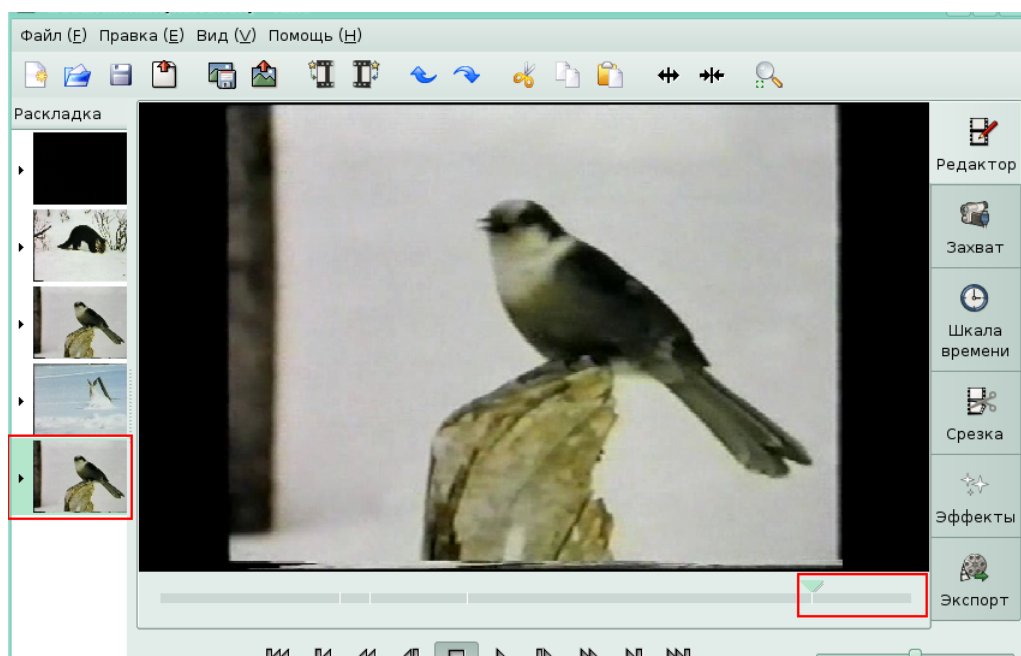 Файл (F) Правка (E) Вид (V) Помощь (H)
Раскладка
Редактор
Захват
Шкала
времени
Срезка
Эффекты
Экспорт